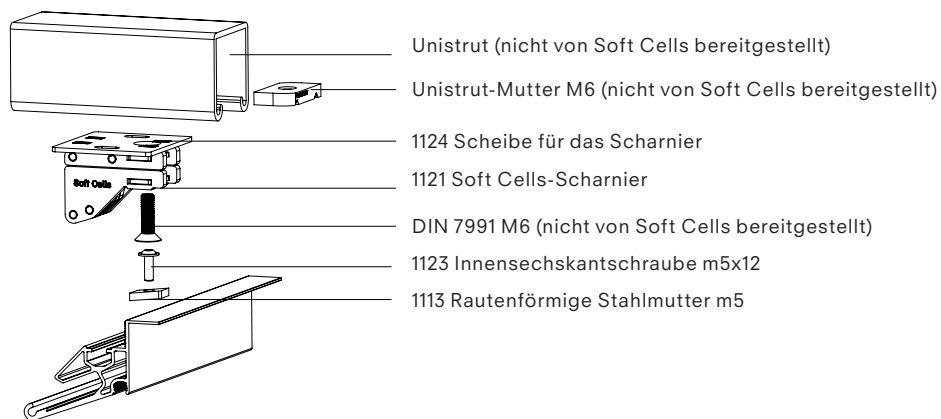 Unistrut (nicht von Soft Cells bereitgestellt)
Unistrut-Mutter M6 (nicht von Soft Cells bereitgestellt)
1124 Scheibe für das Scharnier
1121 Soft Cells-Scharnier
Soft Cells
DIN 7991 M6 (nicht von Soft Cells bereitgestellt)
1123 Innensechskantschraube m5x12
1113 Rautenförmige Stahlmutter m5